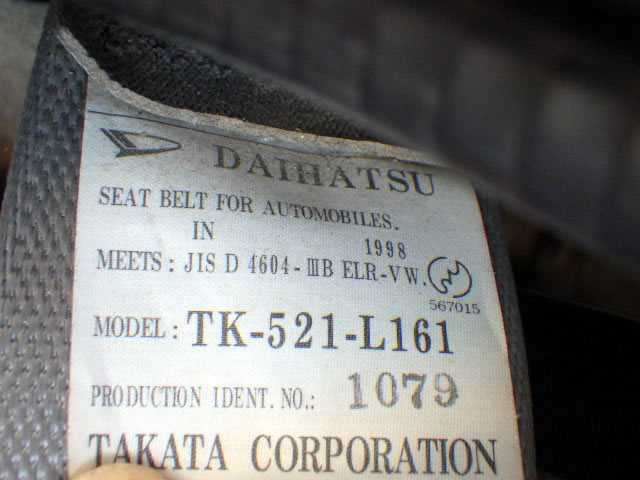 DAIHATSU
SEAT BELT FOR AUTOMOBILES.
IN 1998
MEETS : JIS D 4604 - ⅢB ELR-VW.
567015
MODEL : TK-521-L161
PRODUCTION IDENT. NO.: 1079
TAKATA CORPORATION